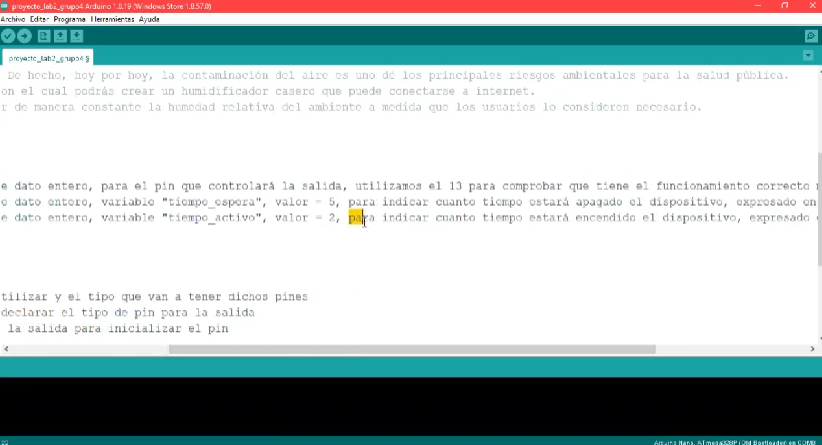 proyecto_lab2_grupo4 Arduino 1.8.19 (Windows Store 1.8.57.0)
Archivo Editar Programa Herramientas Ayuda
proyecto_lab2_grupo4 §
De hecho, hoy por hoy, la contaminación del aire es uno de los principales riesgos ambientales para la salud pública.
on el cual podrás crear un humidificador casero que puede conectarse a internet.
r de manera constante la humedad relativa del ambiente a medida que los usuarios lo consideren necesario.
e dato entero, para el pin que controlará la salida, utilizamos el 13 para comprobar que tiene el funcionamiento correcto
e dato entero, variable "tiempo_espera", valor = 5, para indicar cuanto tiempo estará apagado el dispositivo, expresado en
e dato entero, variable "tiempo_activo", valor = 2, para indicar cuanto tiempo estará encendido el dispositivo, expresado
tilizar y el tipo que van a tener dichos pines
declarar el tipo de pin para la salida
la salida para inicializar el pin
22
Arduino Nano, ATmega328P (Old Bootloader) en COM8